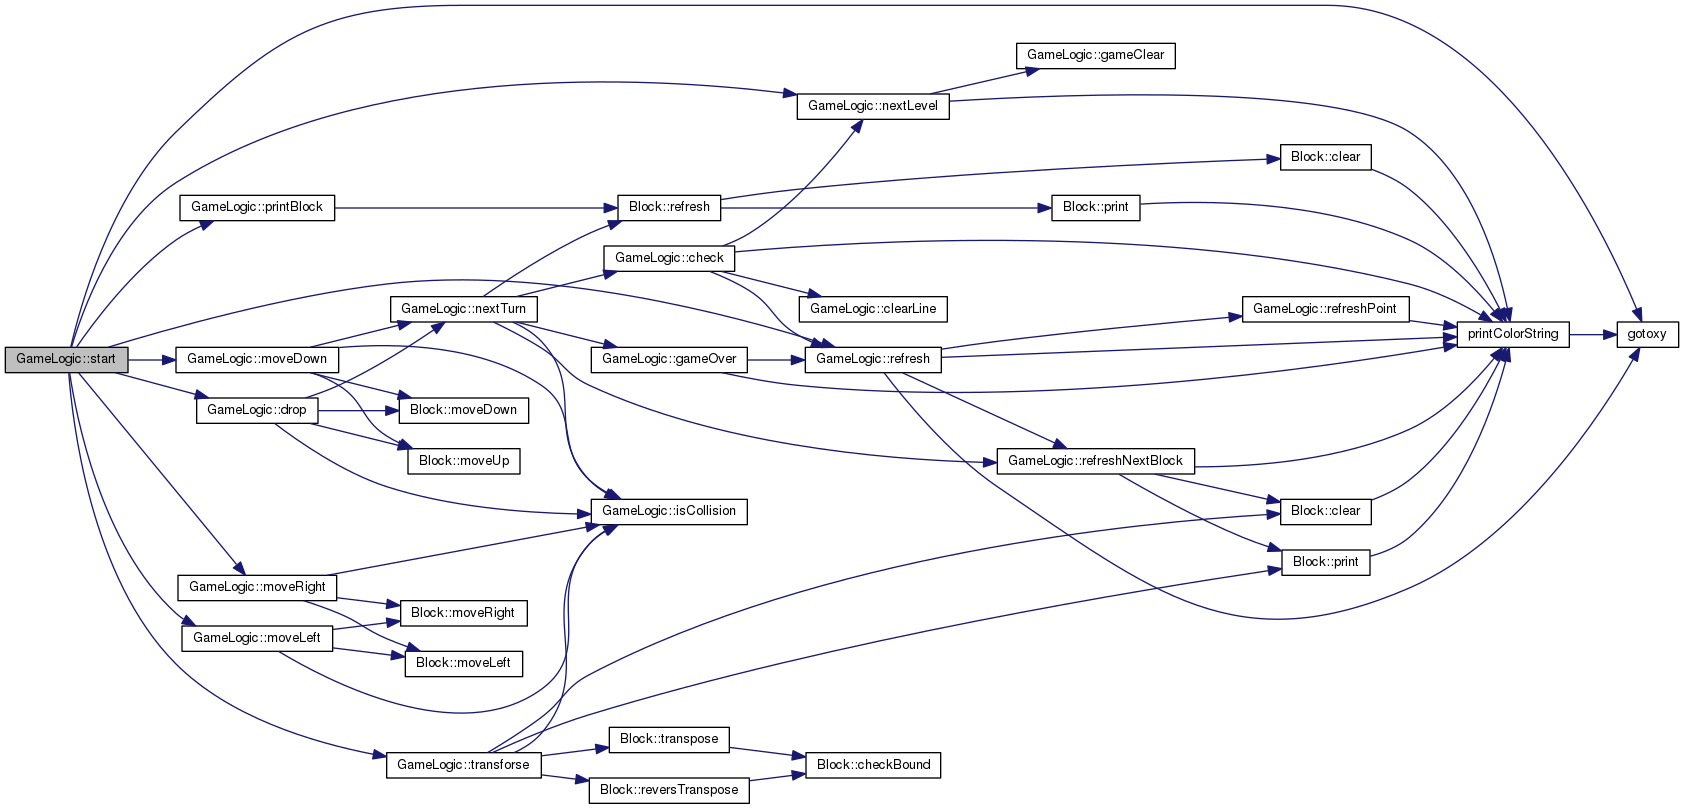 GameLogic::gameClear
GameLogic::nextLevel
Block::clear
GameLogic::printBlock
Block::refresh
Block::print
GameLogic::check
GameLogic::nextTurn
GameLogic::clearLine
GameLogic::refreshPoint
printColorString
gotoxy
GameLogic::start
GameLogic::moveDown
GameLogic::gameOver
GameLogic::refresh
GameLogic::drop
Block::moveDown
Block::moveUp
GameLogic::refreshNextBlock
GameLogic::isCollision
Block::clear
Block::print
GameLogic::moveRight
Block::moveRight
GameLogic::moveLeft
Block::moveLeft
Block::transpose
GameLogic::transforse
Block::checkBound
Block::reversTranspose